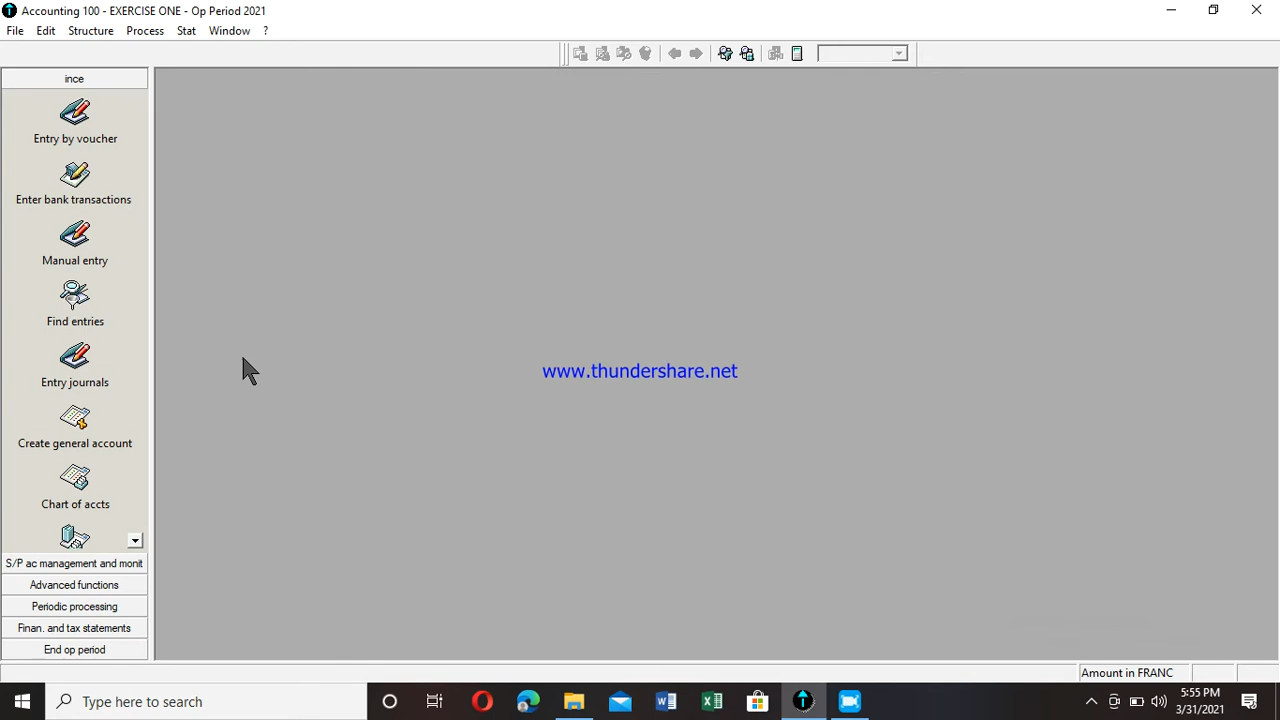 Accounting 100 - EXERCISE ONE - Op Period 2021
File Edit Structure Process Stat Window ?
ince
Entry by voucher
Enter bank transactions
Manual entry
Find entries
Entry journals
Create general account
Chart of accts
www.thundershare.net
S/P ac management and monit
Advanced functions
Periodic processing
Finan. and tax statements
End op period
Amount in FRANC
Type here to search
5:55 PM
3/31/2021